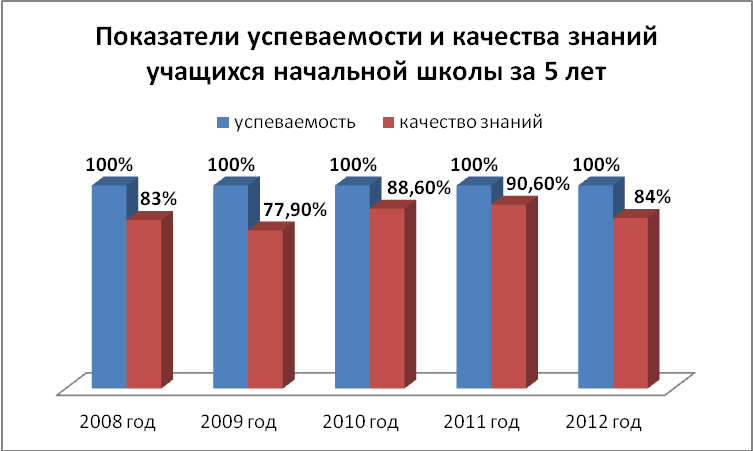 Показатели успеваемости и качества знаний
учащихся начальной школы за 5 лет
успеваемость качество знаний
100% 83% 100% 77,90% 100% 88,60% 100% 90,60% 100% 84%
2008 год 2009 год 2010 год 2011 год 2012 год